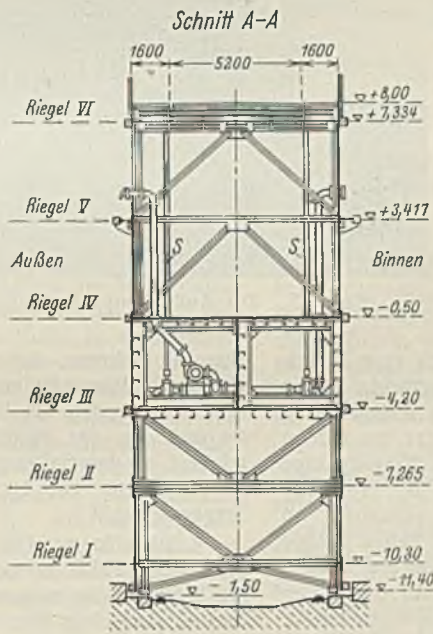 Schnitt A-A
1600 5200 1600
+8,00
Riegel VI +7,334
Riegel V +3,417
S S
Außen Binnen
Riegel IV -0,50
Riegel III -4,20
Riegel II -7,265
Riegel I -10,30
-11,40
-1,50